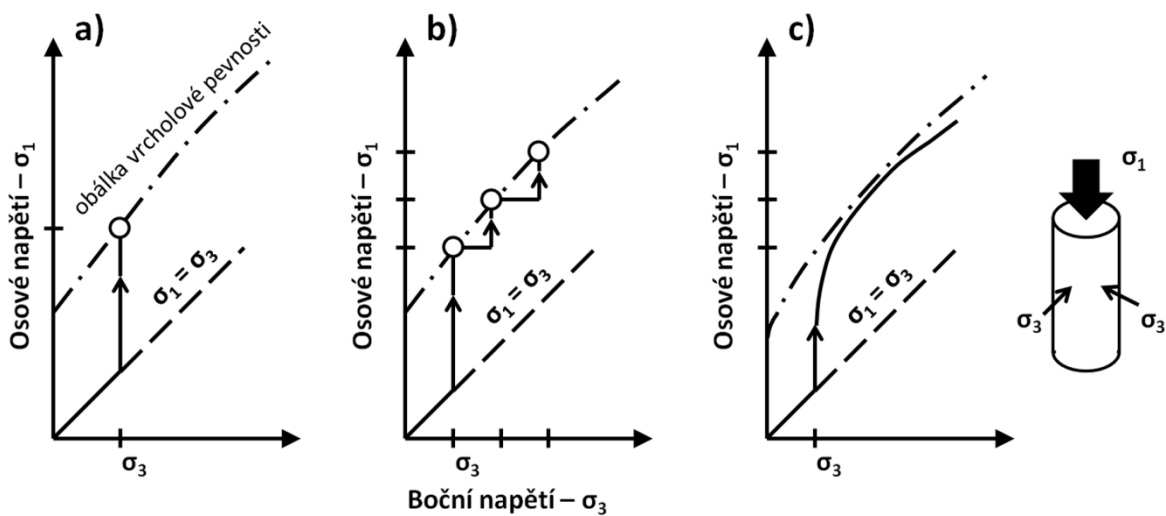 a)
Osové napětí – σ1
obálka vrcholové pevnosti
σ1 = σ3
σ3
b)
Osové napětí – σ1
σ1 = σ3
σ3
Boční napětí – σ3
c)
Osové napětí – σ1
σ1 = σ3
σ3
σ1
σ3
σ3